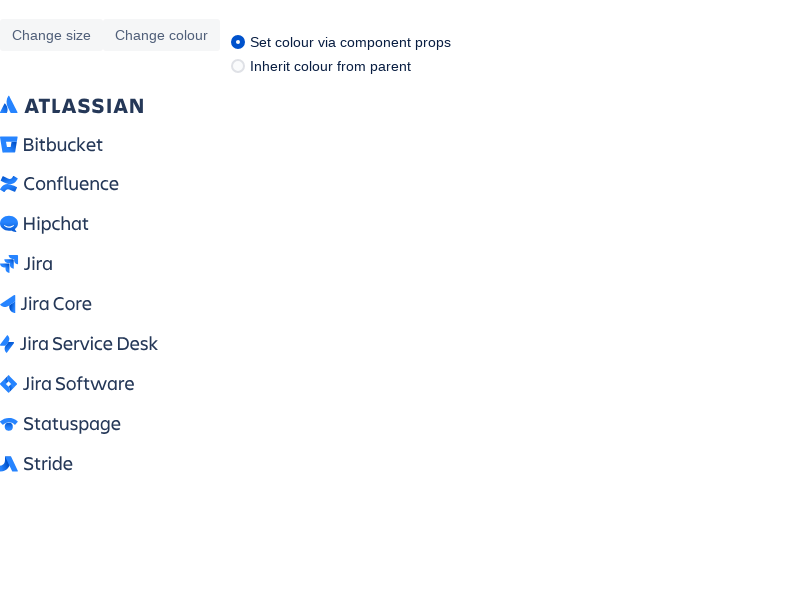 Change size Change colour
Set colour via component props
Inherit colour from parent
ATLASSIAN
Bitbucket
Confluence
Hipchat
Jira
Jira Core
Jira Service Desk
Jira Software
Statuspage
Stride